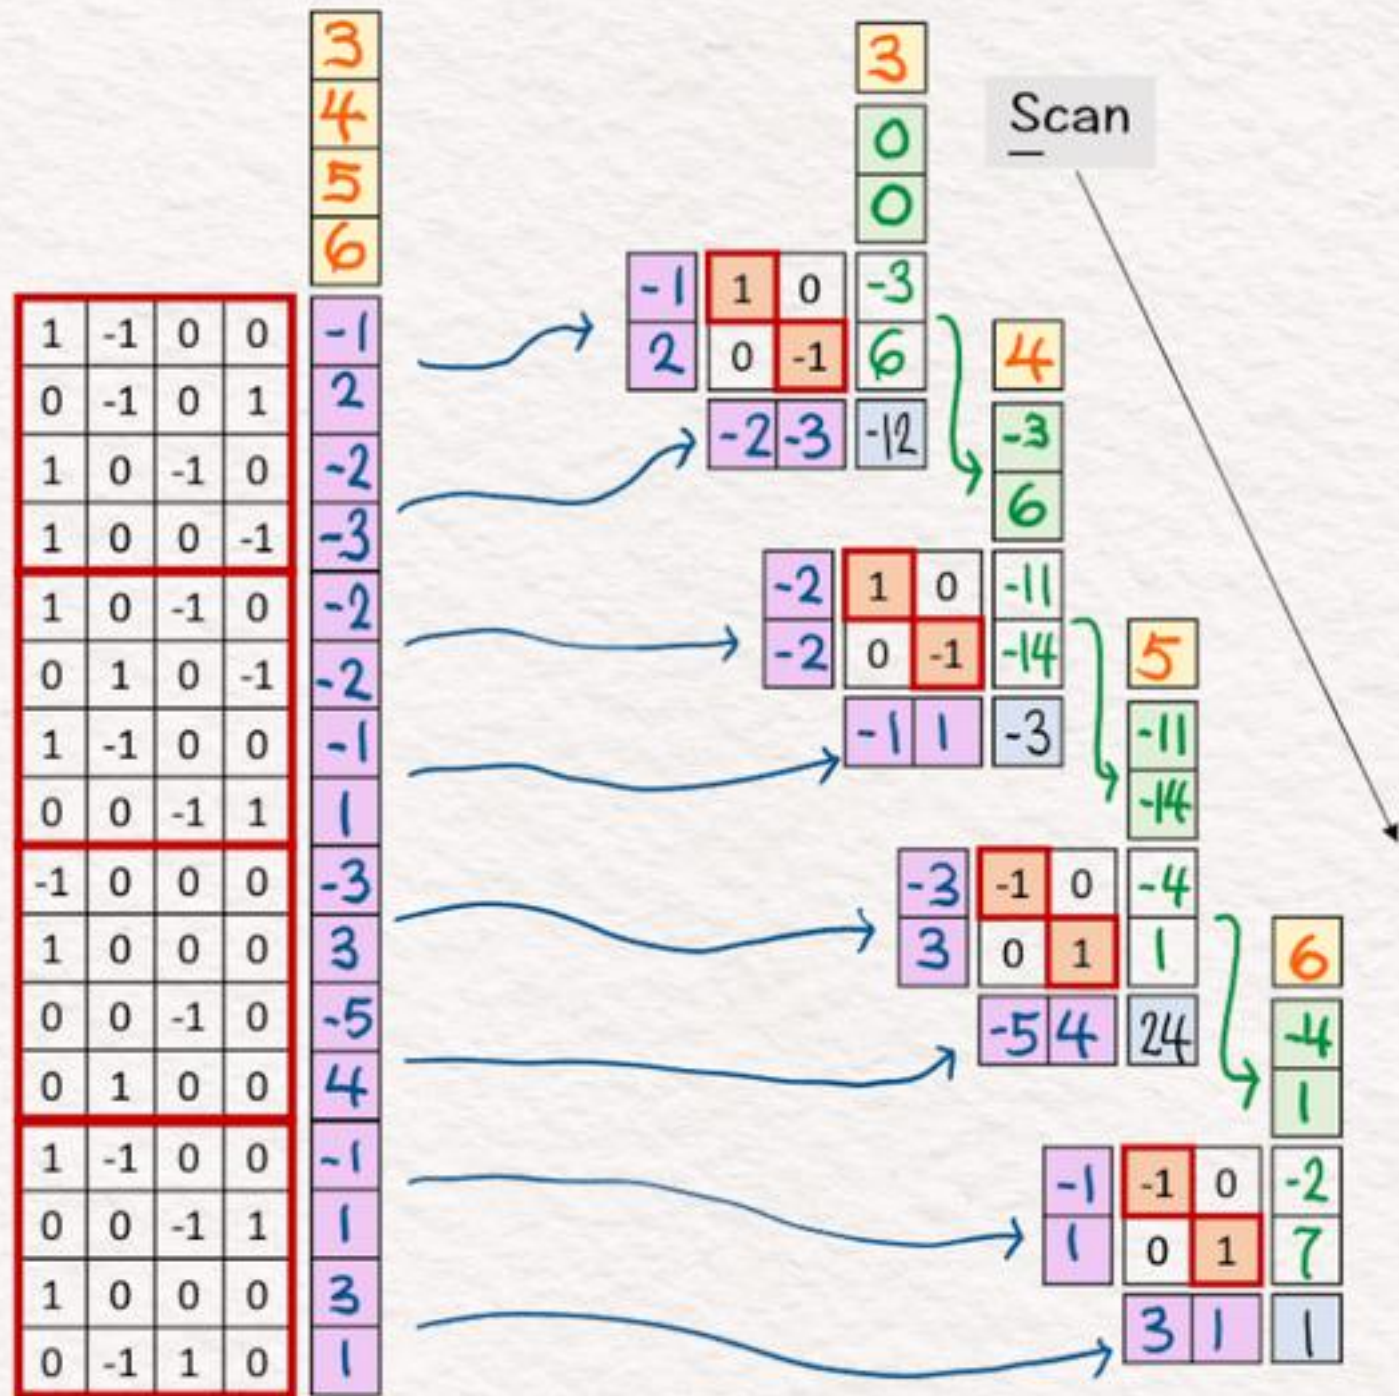 3
4
5
6
1 -1 0 0 -1
0 -1 0 1 2
1 0 -1 0 -2
1 0 0 -1 -3
1 0 -1 0 -2
0 1 0 -1 -2
1 -1 0 0 -1
0 0 -1 1 1
-1 0 0 0 -3
1 0 0 0 3
0 0 -1 0 -5
0 1 0 0 4
1 -1 0 0 -1
0 0 -1 1 1
1 0 0 0 3
0 -1 1 0 1
3
0
0
-1 1 0 -3
2 0 -1 6
-2 -3 -12
4
-3
6
-2 1 0 -11
-2 0 -1 -14
-1 1 -3
5
-11
-14
-3 -1 0 -4
3 0 1 1
-5 4 24
6
-4
1
-1 -1 0 -2
1 0 1 7
3 1 1
Scan